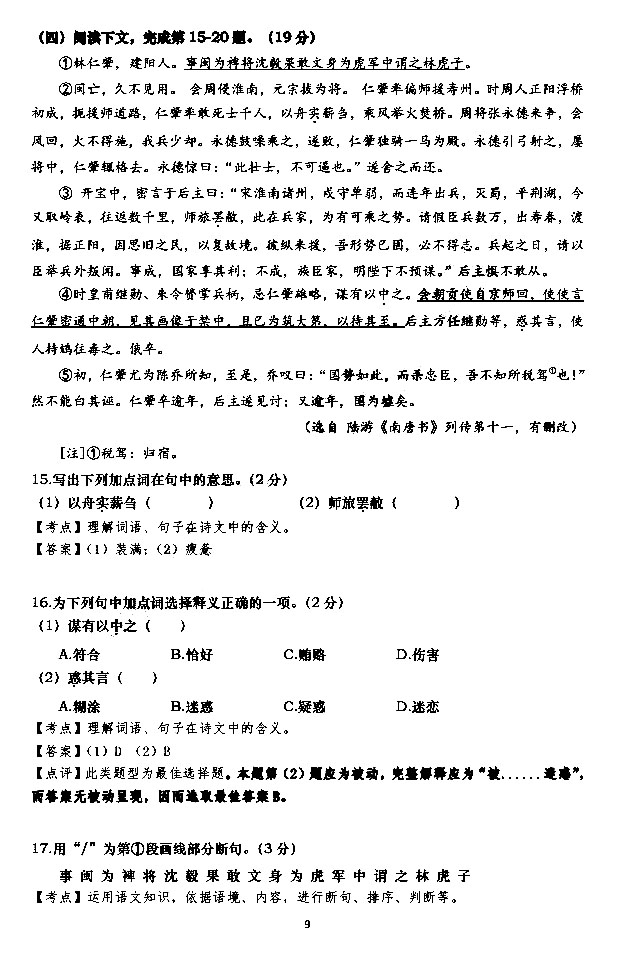 （四）阅读下文，完成第 15-20 题。（19 分）
①林仁肇，建阳人。事闽为裨将沈毅果敢文身为虎军中谓之林虎子。
②闽亡，久不见用。 会周侵淮南，元宗拔为将。 仁肇率偏师援寿州。时周人正阳浮桥
初成，扼援师道路，仁肇率敢死士千人，以舟实薪刍，乘风举火焚桥。周将张永德来争，会
风回，火不得施，我兵少却。永德鼓噪乘之，遂败，仁肇独骑一马为殿。永德引弓射之，屡
将中，仁肇辄格去。永德惊曰：“此壮士，不可逼也。”遂舍之而还。
③ 开宝中，密言于后主曰：“宋淮南诸州，戍守单弱，而连年出兵，灭蜀，平荆湖，今
又取岭表，往返数千里，师旅罢敝，此在兵家，为有可乘之势。请假臣兵数万，出寿春，渡
淮，据正阳，因思旧之民，以复故境。彼纵来援，吾形势已固，必不得志。兵起之日，请以
臣举兵外叛闻。事成，国家享其利；不成，族臣家，明陛下不预谋。”后主惧不敢从。
④时皇甫继勋、朱令赟掌兵柄，忌仁肇雄略，谋有以中之。会朝贡使自京师回，使使言
仁肇密通中朝，见其画像于禁中，且已为筑大第，以待其至。后主方任继勋等，惑其言，使
人持鸩往毒之。俄卒。
⑤初，仁肇尤为陈乔所知，至是，乔叹曰：“国势如此，而杀忠臣，吾不知所税驾①也！”
然不能白其诬。仁肇卒逾年，后主遂见讨；又逾年，国为墟矣。
（选自 陆游《南唐书》列传第十一，有删改）
[注]①税驾：归宿。
15.写出下列加点词在句中的意思。（2 分）
（1）以舟实薪刍（ ） （2）师旅罢敝（ ）
【考点】理解词语、句子在诗文中的含义。
【答案】（1）装满；（2）疲惫
16.为下列句中加点词选择释义正确的一项。（2 分）
（1）谋有以中之（ ）
A.符合 B.恰好 C.贿赂 D.伤害
（2）惑其言（ ）
A.糊涂 B.迷惑 C.疑惑 D.迷恋
【考点】理解词语、句子在诗文中的含义。
【答案】（1）D （2）B
【点评】此类题型为最佳选择题。本题第（2）题应为被动，完整解释应为“被......迷惑”，
而答案无被动呈现，因而选取最佳答案 B。
17.用“/”为第①段画线部分断句。（3 分）
事 闽 为 裨 将 沈 毅 果 敢 文 身 为 虎 军 中 谓 之 林 虎 子
【考点】运用语文知识，依据语境、内容，进行断句、排序、判断等。
9